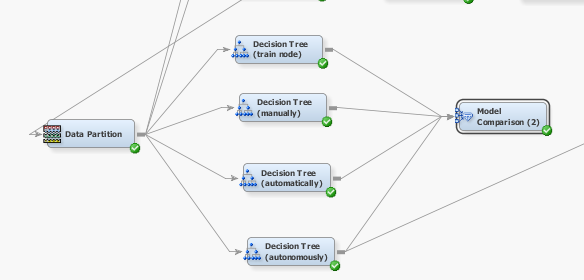 Decision Tree
(train node)
Decision Tree
(manually)
Data Partition
Model
Comparison (2)
Decision Tree
(automatically)
Decision Tree
(autonomously)